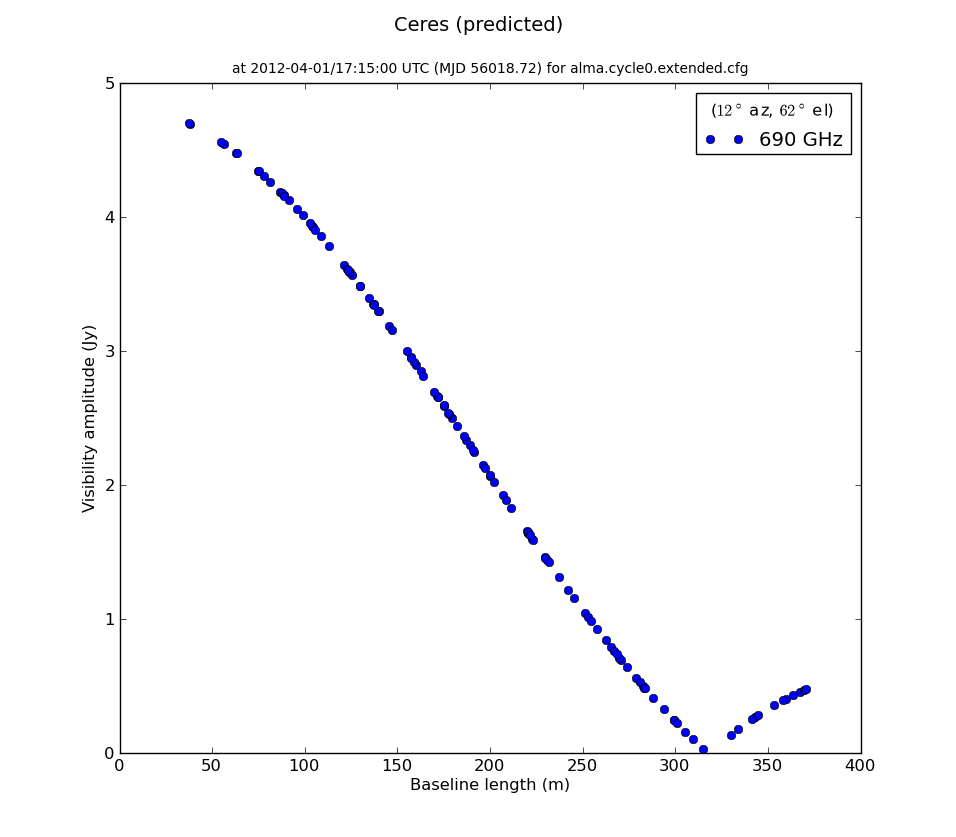 Ceres (predicted)
at 2012-04-01/17:15:00 UTC (MJD 56018.72) for alma.cycle0.extended.cfg
(12° az, 62° el)
690 GHz
5
4
3
2
1
0
Visibility amplitude (Jy)
0 50 100 150 200 250 300 350 400
Baseline length (m)